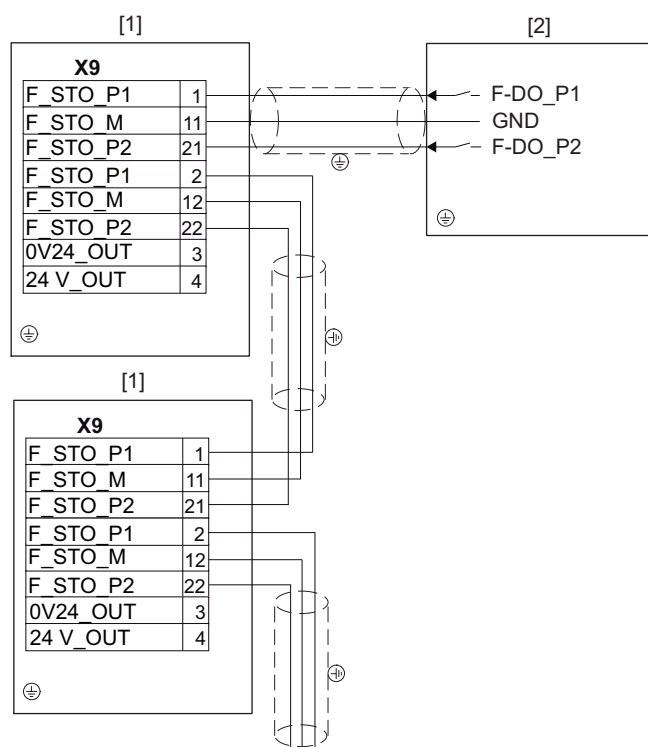 [1]
[2]
X9
F_STO_P1 1
F_STO_M 11
F_STO_P2 21
F_STO_P1 2
F_STO_M 12
F_STO_P2 22
0V24_OUT 3
24 V_OUT 4
F-DO_P1
GND
F-DO_P2
[1]
X9
F_STO_P1 1
F_STO_M 11
F_STO_P2 21
F_STO_P1 2
F_STO_M 12
F_STO_P2 22
0V24_OUT 3
24 V_OUT 4